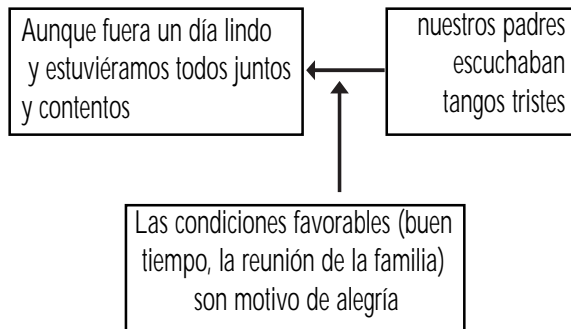 Aunque fuera un día lindo
y estuviéramos todos juntos
y contentos
nuestros padres
escuchaban
tangos tristes
Las condiciones favorables (buen
tiempo, la reunión de la familia)
son motivo de alegría